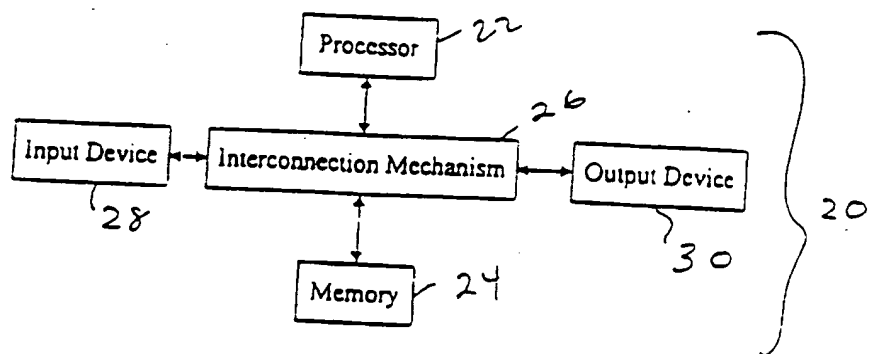 Processor
22
26
Input Device
Interconnection Mechanism
Output Device
28
30
20
Memory
24